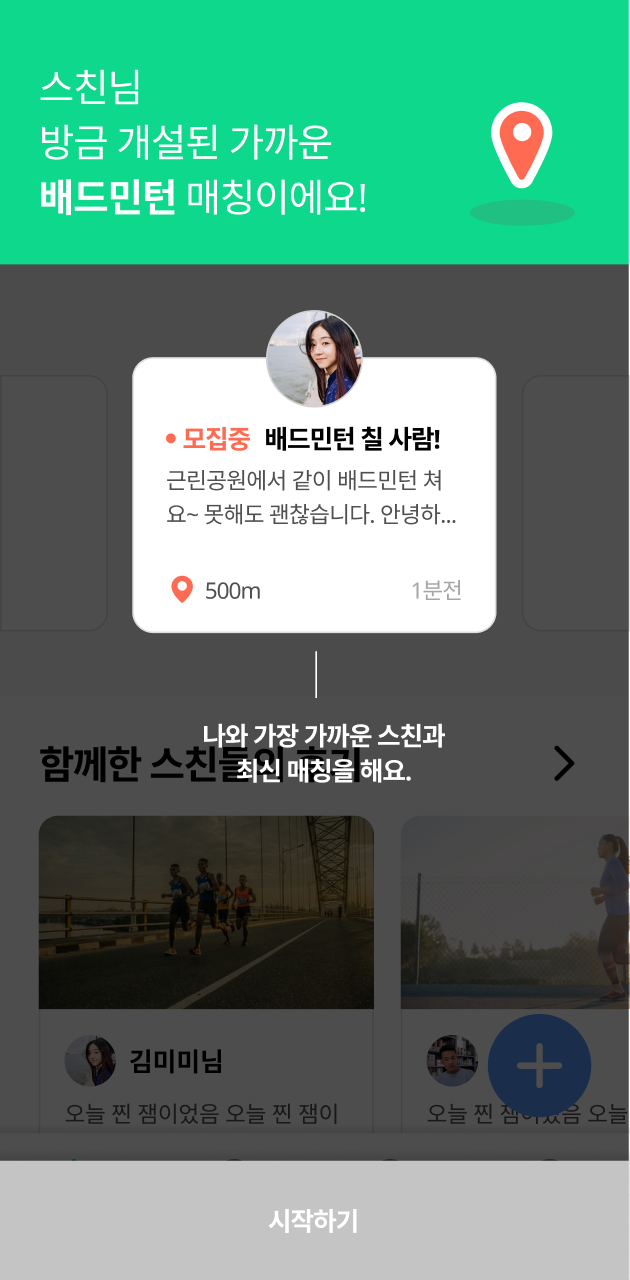 스친님
방금 개설된 가까운
배드민턴 매칭이에요!
모집중 배드민턴 칠 사람!
근린공원에서 같이 배드민턴 쳐
요~ 못해도 괜찮습니다. 안녕하...
500m 1분전
나와 가장 가까운 스친과
최신 매칭을 해요.
함께한 스친들의 후기
김미미님
오늘 찐 잼이었음 오늘 찐 잼이
오늘 찐 잼이었음 오늘
시작하기